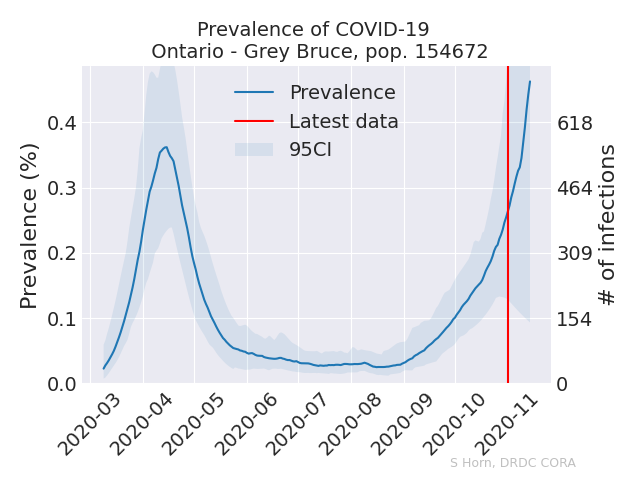 Prevalence of COVID-19
Ontario - Grey Bruce, pop. 154672
Prevalence
Latest data
95CI
Prevalence (%)
0.4
0.3
0.2
0.1
0.0
618
464
309
154
0
# of infections
2020-03
2020-04
2020-05
2020-06
2020-07
2020-08
2020-09
2020-10
2020-11
S Horn, DRDC CORA